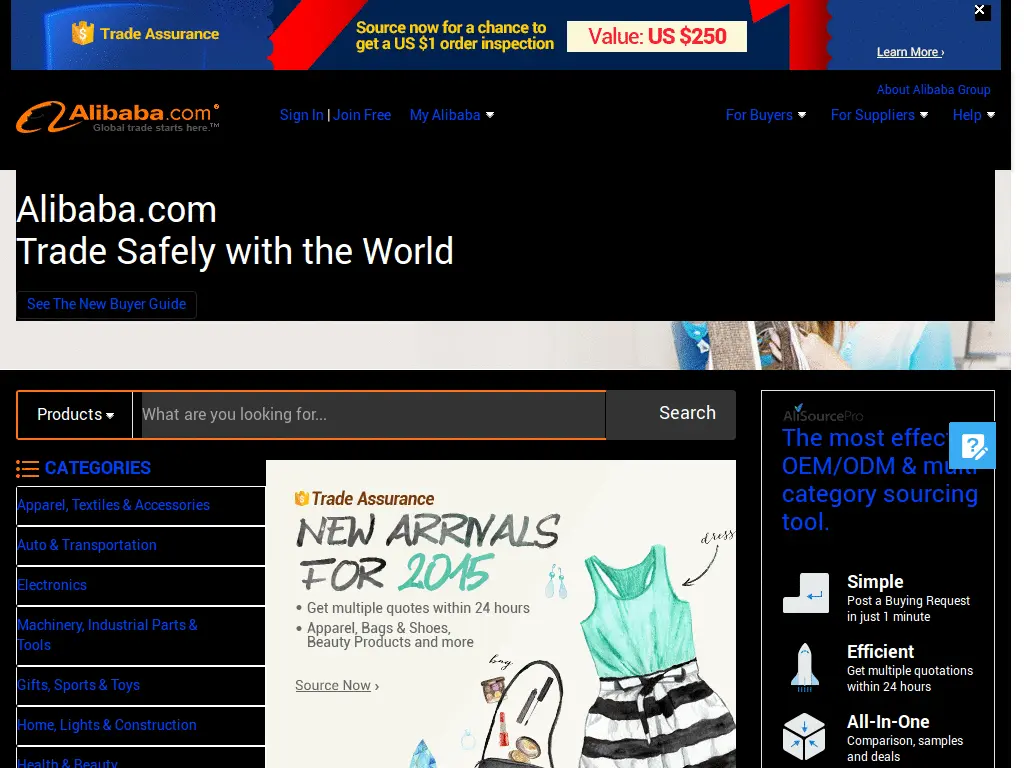 Trade Assurance
Source now for a chance to
get a US $1 order inspection
Value: US $250
Learn More ›
About Alibaba Group
Alibaba.com®
Global trade starts here.™
Sign In | Join Free
My Alibaba
For Buyers
For Suppliers
Help
Alibaba.com
Trade Safely with the World
See The New Buyer Guide
Products
What are you looking for...
Search
CATEGORIES
Apparel, Textiles & Accessories
Auto & Transportation
Electronics
Machinery, Industrial Parts &
Tools
Gifts, Sports & Toys
Home, Lights & Construction
Health & Beauty
Trade Assurance
NEW ARRIVALS
FOR 2015
• Get multiple quotes within 24 hours
• Apparel, Bags & Shoes,
Beauty Products and more
Source Now ›
dress
bag
AliSourcePro
The most effec
OEM/ODM & multi
category sourcing
tool.
Simple
Post a Buying Request
in just 1 minute
Efficient
Get multiple quotations
within 24 hours
All-In-One
Comparison, samples
and deals